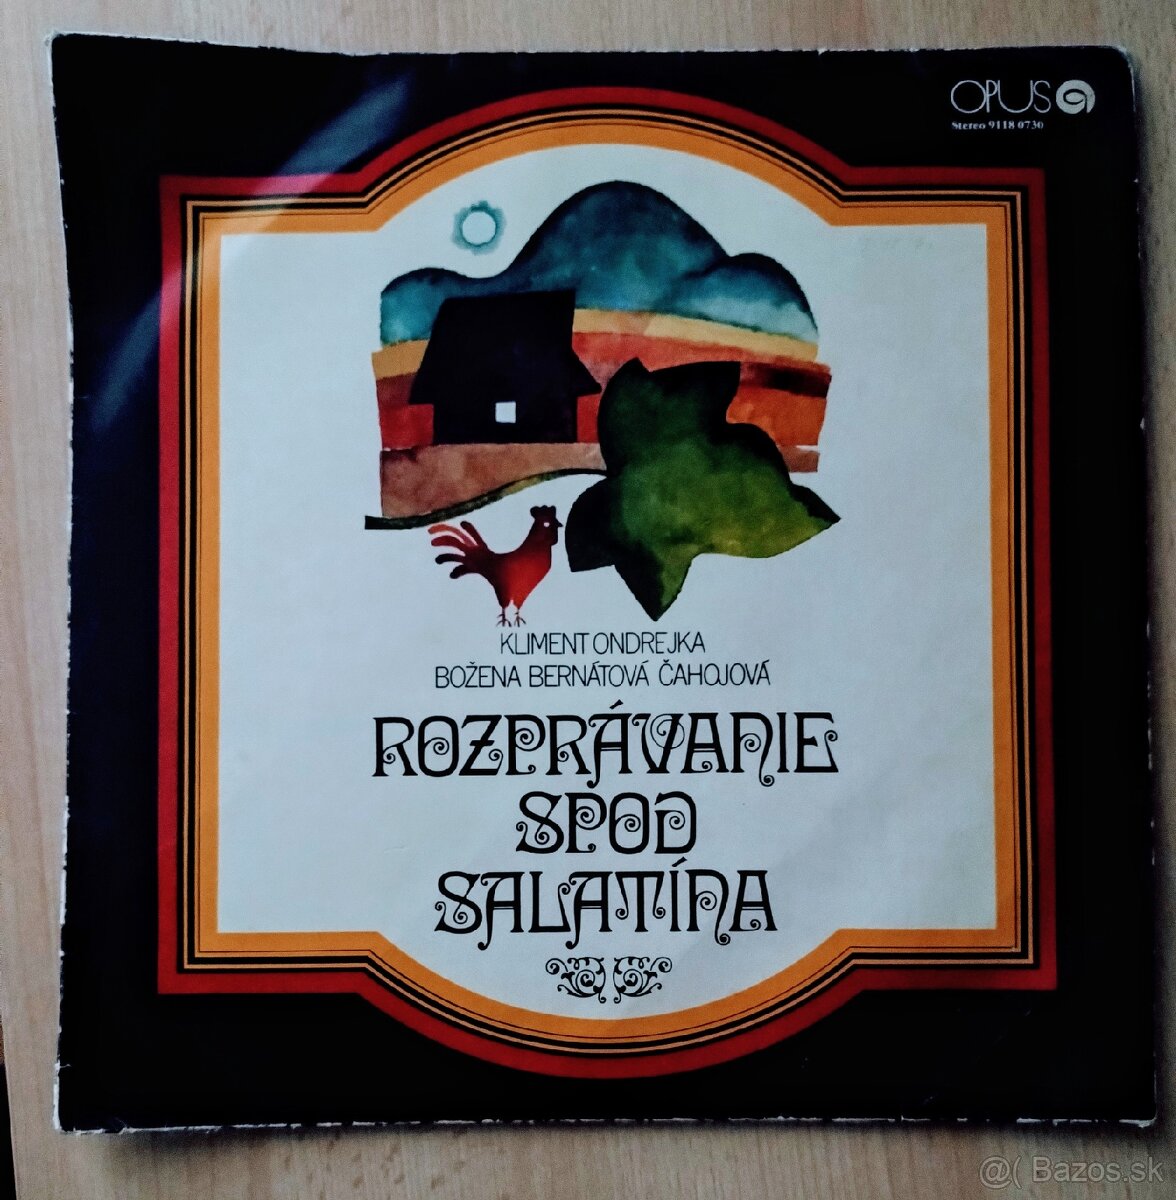 OPUS
Stereo 9118 0730
KLIMENT ONDREJKA
BOŽENA BERNÁTOVÁ ČAHOJOVÁ
ROZPRÁVANIE
SPOD
SALATÍNA
@( Bazos.sk